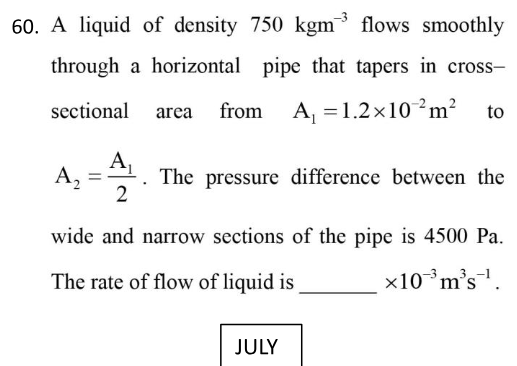 60. A liquid of density 750 kgm⁻³ flows smoothly
through a horizontal pipe that tapers in cross–
sectional area from A₁ = 1.2×10⁻² m² to
A₂ = A₁/2. The pressure difference between the
wide and narrow sections of the pipe is 4500 Pa.
The rate of flow of liquid is ________ ×10⁻³ m³s⁻¹.
JULY